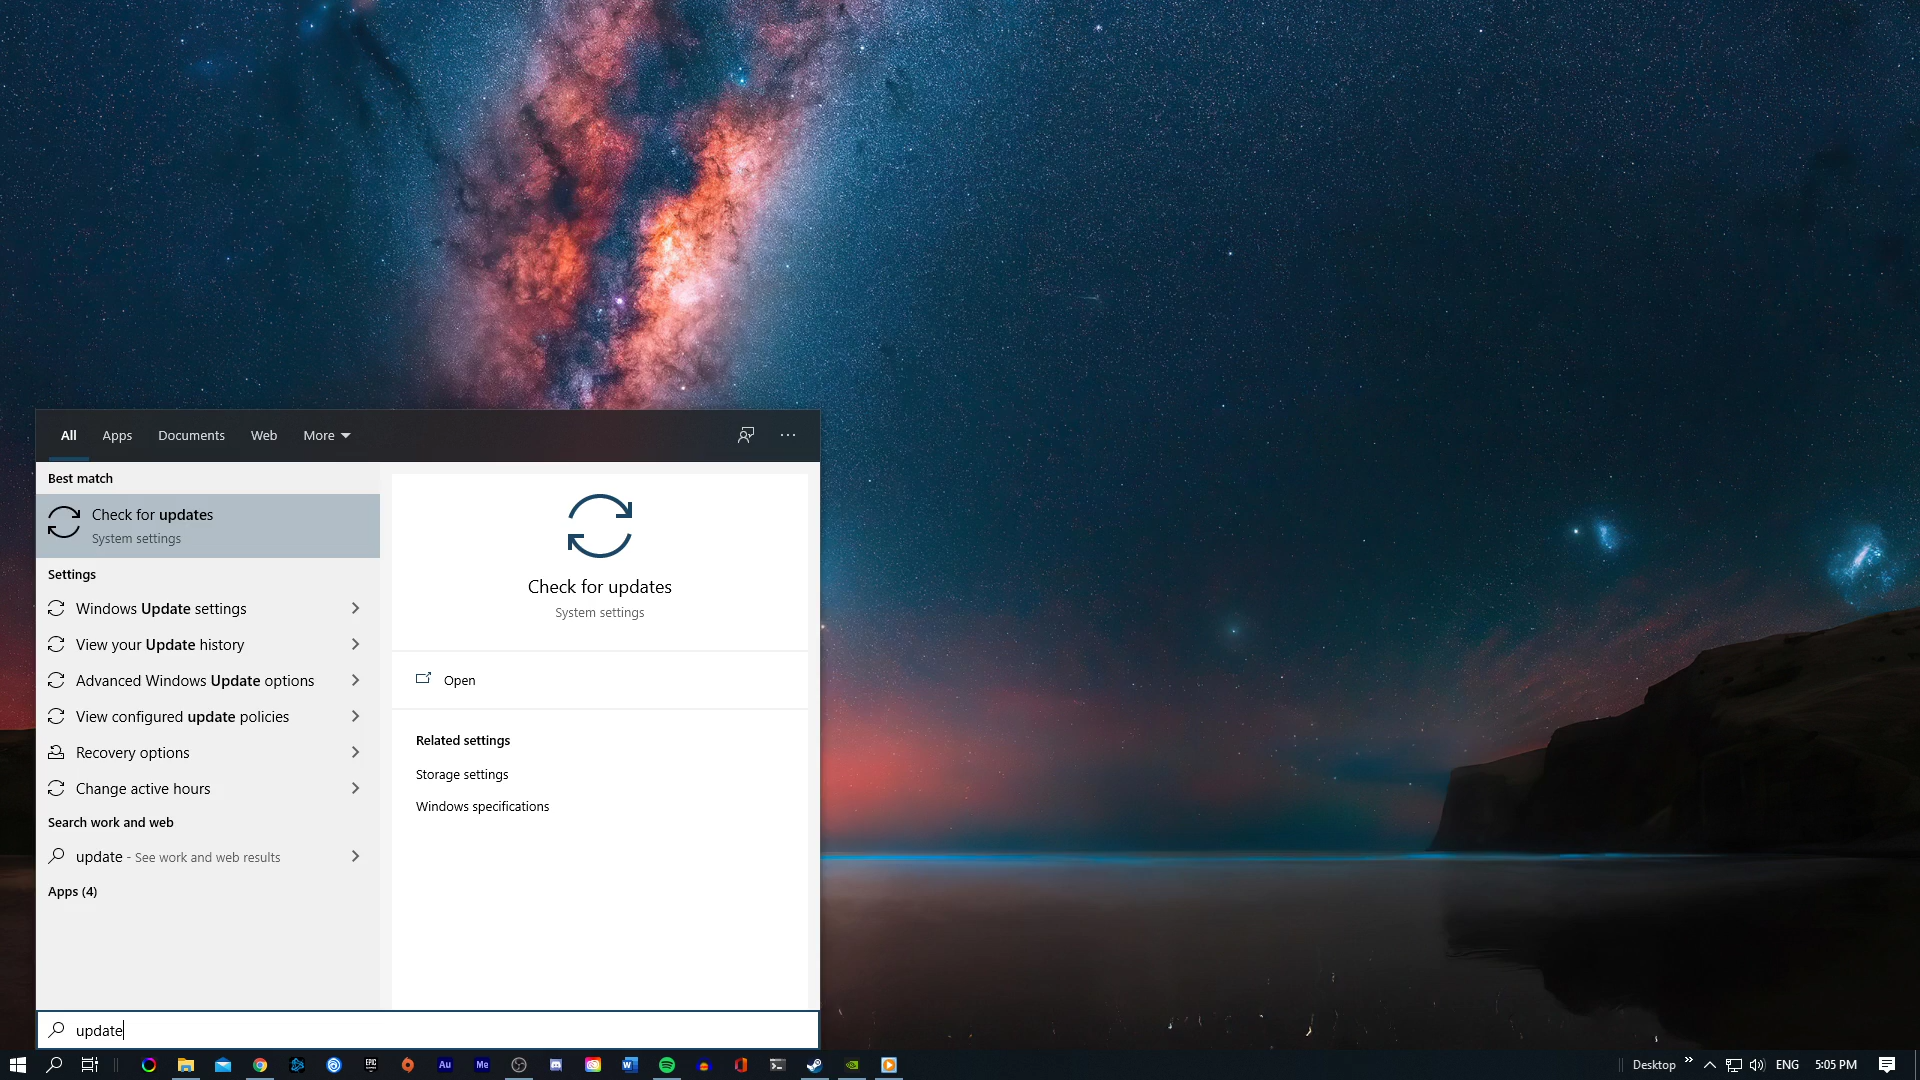 All
Apps
Documents
Web
More
Best match
Check for updates
System settings
Settings
Windows Update settings
View your Update history
Advanced Windows Update options
View configured update policies
Recovery options
Change active hours
Search work and web
update - See work and web results
Apps (4)
Check for updates
System settings
Open
Related settings
Storage settings
Windows specifications
update
EPIC
Au
Me
W
Desktop
ENG
5:05 PM